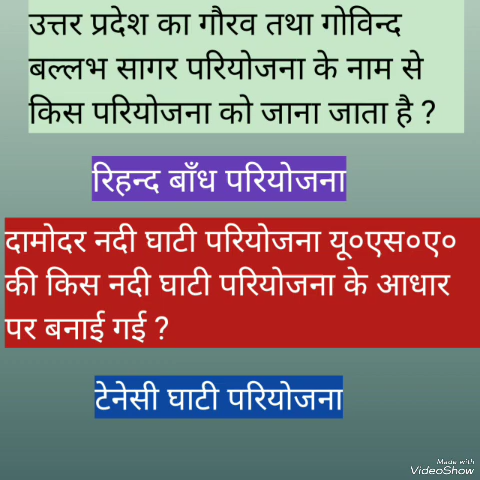 उत्तर प्रदेश का गौरव तथा गोविन्द
बल्लभ सागर परियोजना के नाम से
किस परियोजना को जाना जाता है ?
रिहन्द बाँध परियोजना
दामोदर नदी घाटी परियोजना यू०एस०ए०
की किस नदी घाटी परियोजना के आधार
पर बनाई गई ?
टेनेसी घाटी परियोजना
Made with
VideoShow